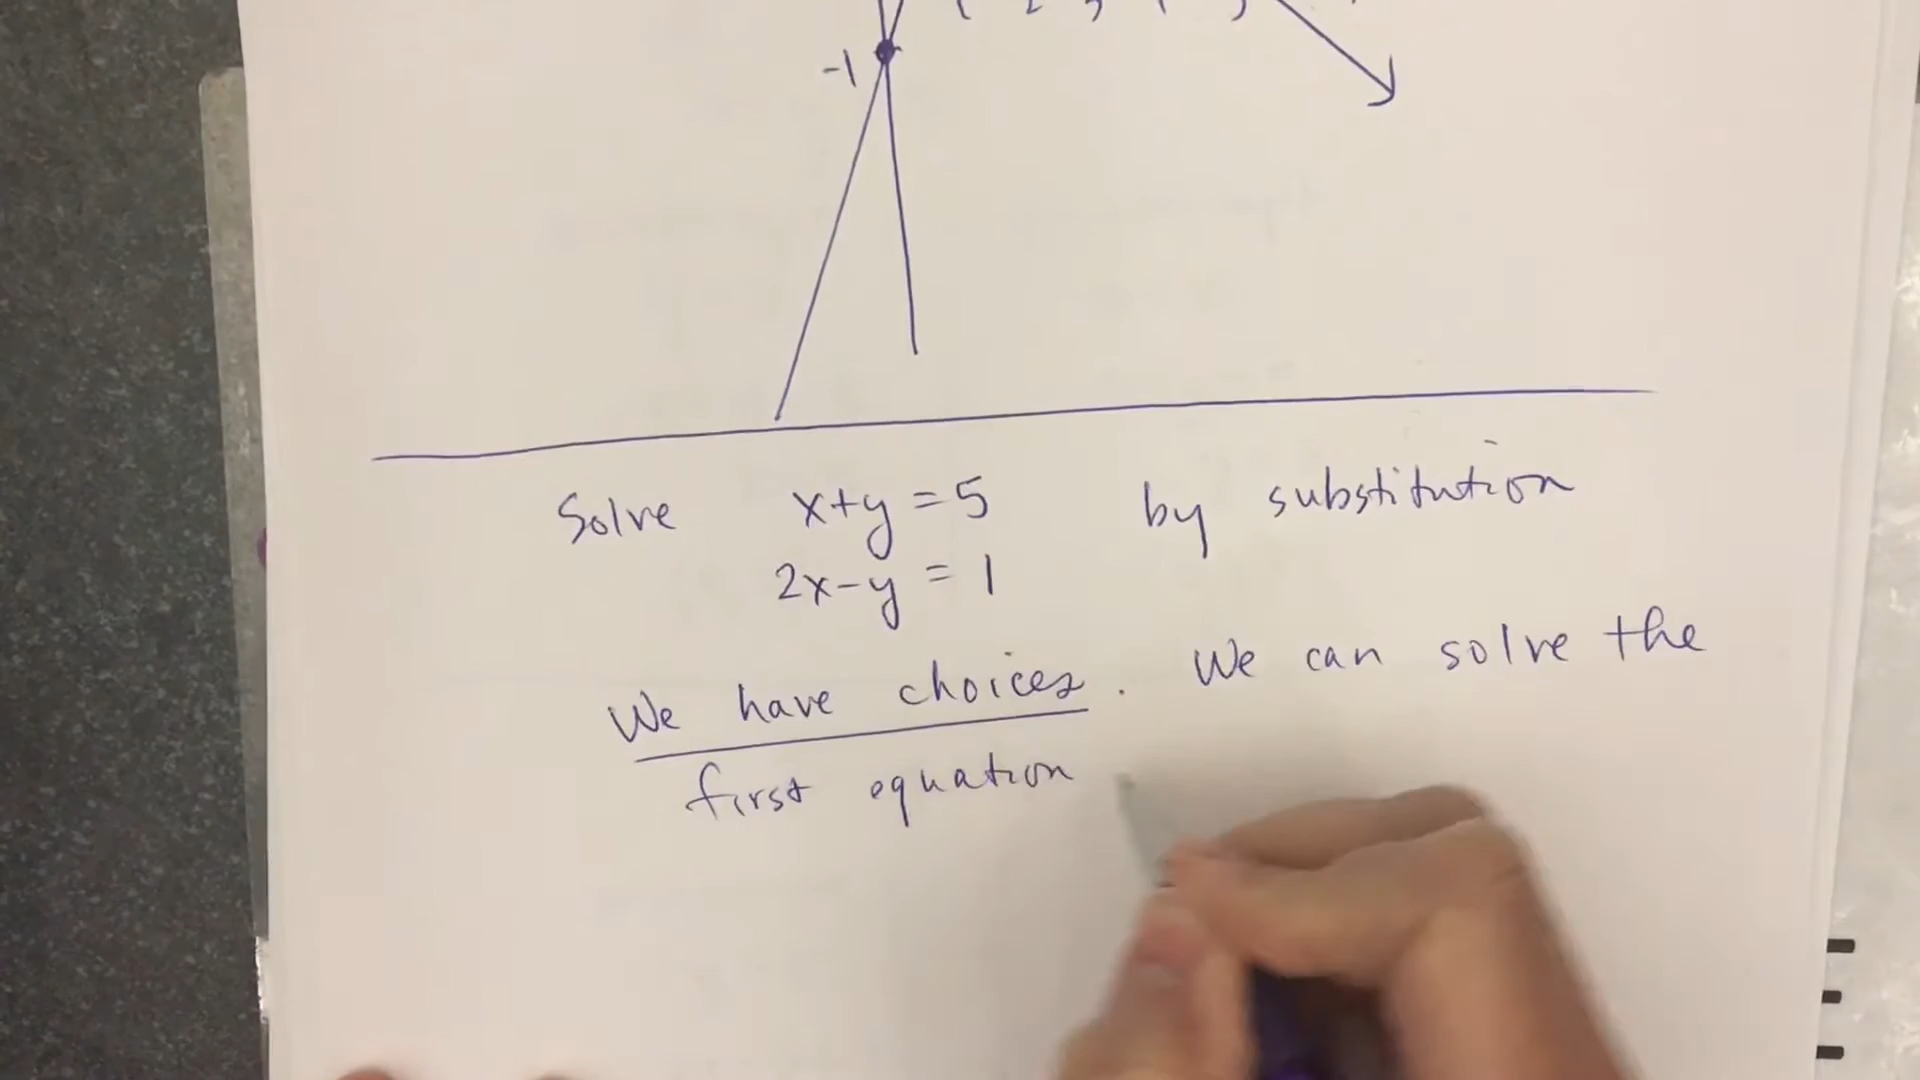 -1
Solve x+y=5 by substitution
2x-y = 1
We have choices. We can solve the
first equation